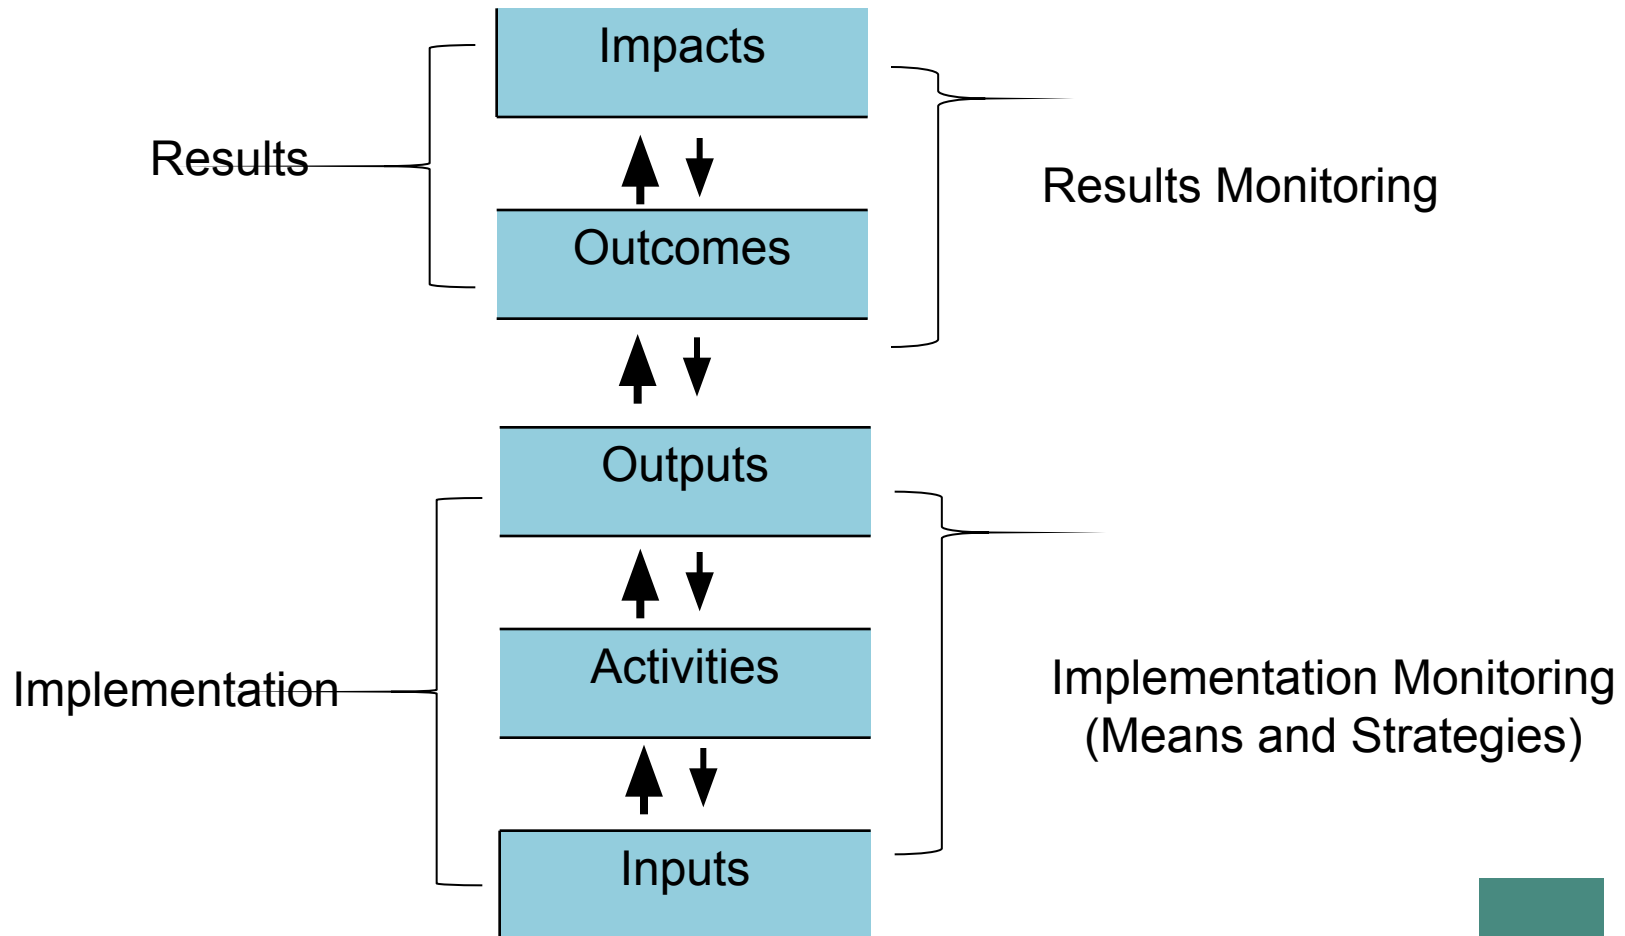 Impacts
Results
Results Monitoring
Outcomes
Outputs
Activities
Implementation
Implementation Monitoring
(Means and Strategies)
Inputs